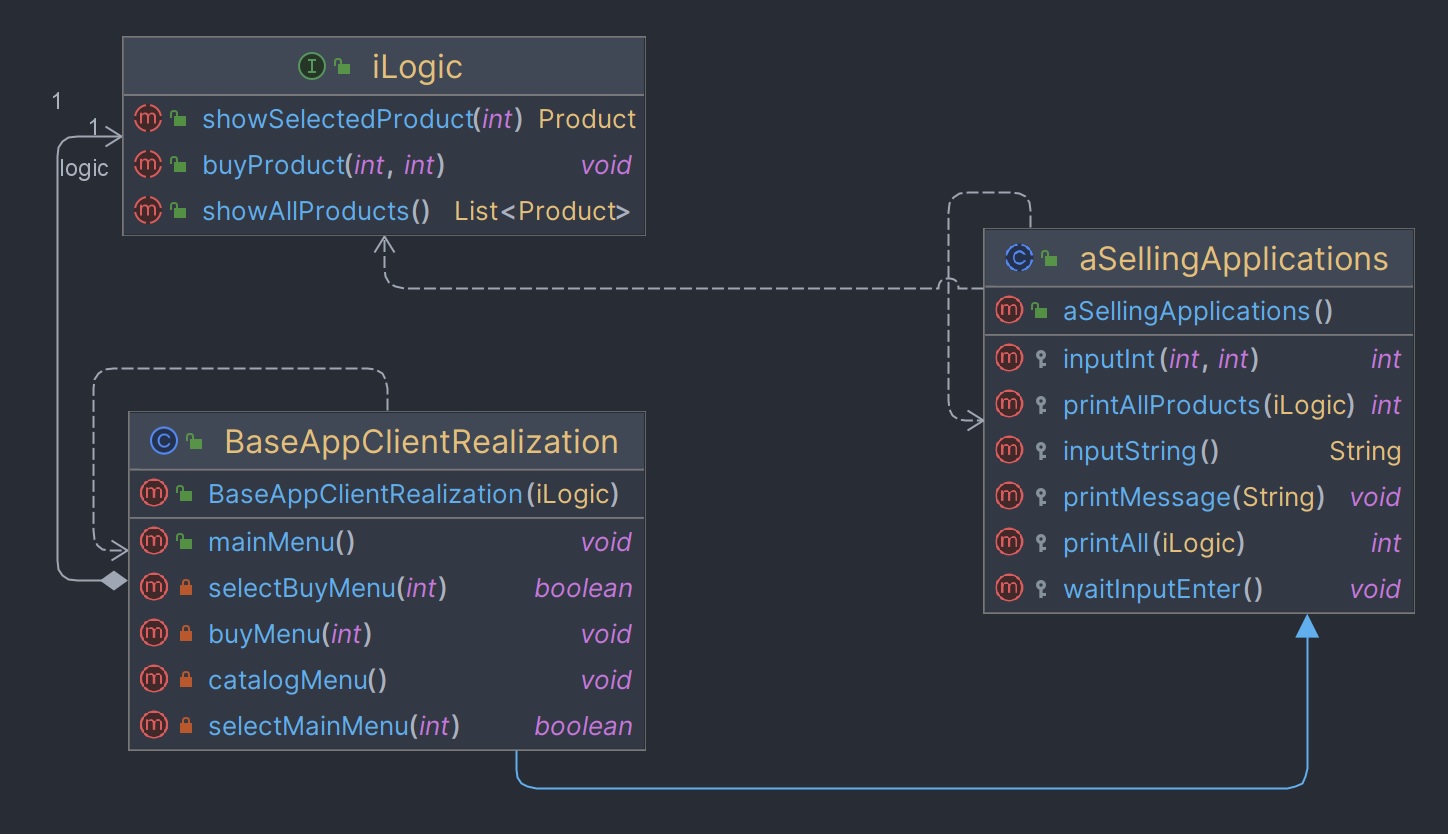 iLogic
showSelectedProduct(int) Product
buyProduct(int, int) void
showAllProducts() List<Product>
1
1
logic
aSellingApplications
aSellingApplications()
inputInt(int, int) int
printAllProducts(iLogic) int
inputString() String
printMessage(String) void
printAll(iLogic) int
waitInputEnter() void
BaseAppClientRealization
BaseAppClientRealization(iLogic)
mainMenu() void
selectBuyMenu(int) boolean
buyMenu(int) void
catalogMenu() void
selectMainMenu(int) boolean